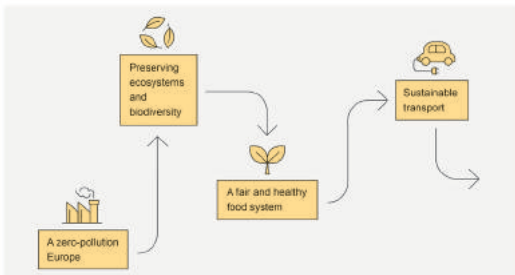 A zero-pollution
Europe
Preserving
ecosystems
and
biodiversity
A fair and healthy
food system
Sustainable
transport